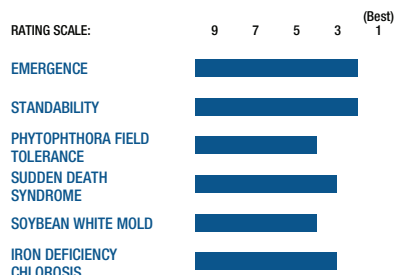 (Best)
RATING SCALE: 9 7 5 3 1
EMERGENCE
STANDABILITY
PHYTOPHTHORA FIELD
TOLERANCE
SUDDEN DEATH
SYNDROME
SOYBEAN WHITE MOLD
IRON DEFICIENCY
CHLOROSIS